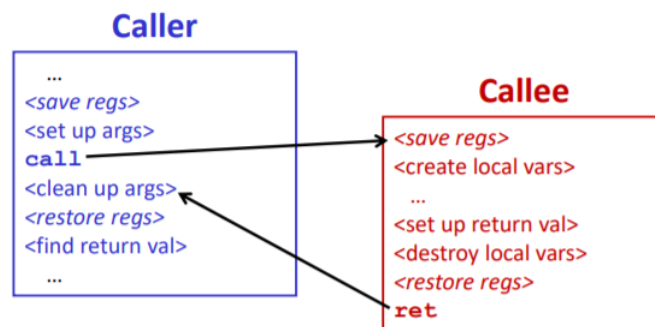 Caller
...
<save regs>
<set up args>
call
<clean up args>
<restore regs>
<find return val>
...
Callee
<save regs>
<create local vars>
...
<set up return val>
<destroy local vars>
<restore regs>
ret